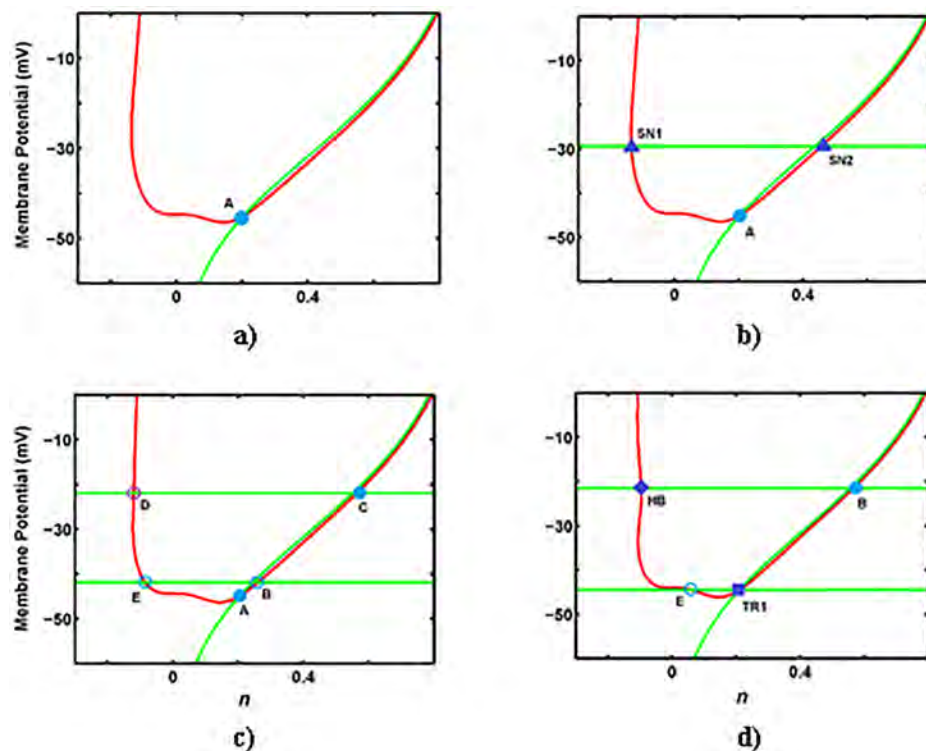 Membrane Potential (mV)
−10
−30
−50
0
0.4
A
a)
−10
−30
−50
0
0.4
SN1
SN2
A
b)
Membrane Potential (mV)
−10
−30
−50
0
0.4
n
D
C
E
B
A
c)
−10
−30
−50
0
0.4
n
HB
B
E
TR1
d)